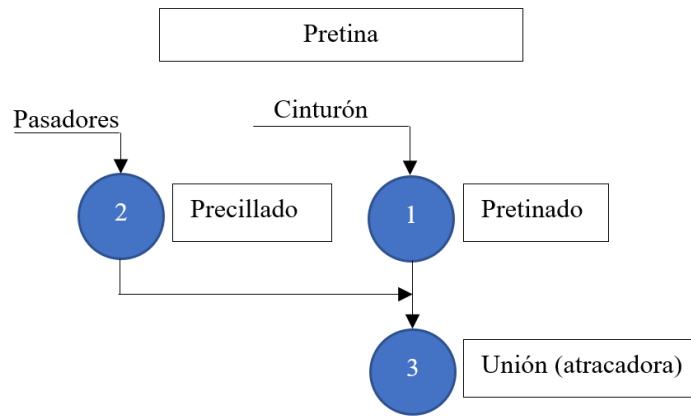 Pretina
Pasadores
Cinturón
2
Precillado
1
Pretinado
3
Unión (atracadora)